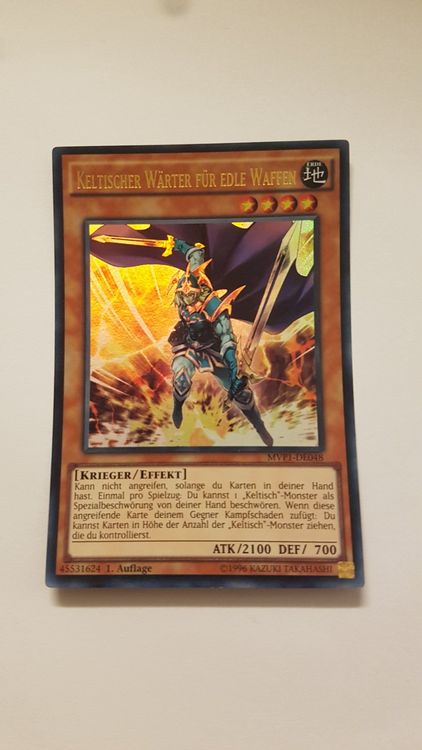 KELTISCHER WÄRTER FÜR EDLE WAFFEN
ERDE
地
MVP1-DE048
[KRIEGER/EFFEKT]
Kann nicht angreifen, solange du Karten in deiner Hand
hast. Einmal pro Spielzug: Du kannst 1 „Keltisch"-Monster als
Spezialbeschwörung von deiner Hand beschwören. Wenn diese
angreifende Karte deinem Gegner Kampfschaden zufügt: Du
kannst Karten in Höhe der Anzahl der „Keltisch"-Monster ziehen,
die du kontrollierst.
ATK/2100 DEF/ 700
45531624 1. Auflage ©1996 KAZUKI TAKAHASHI